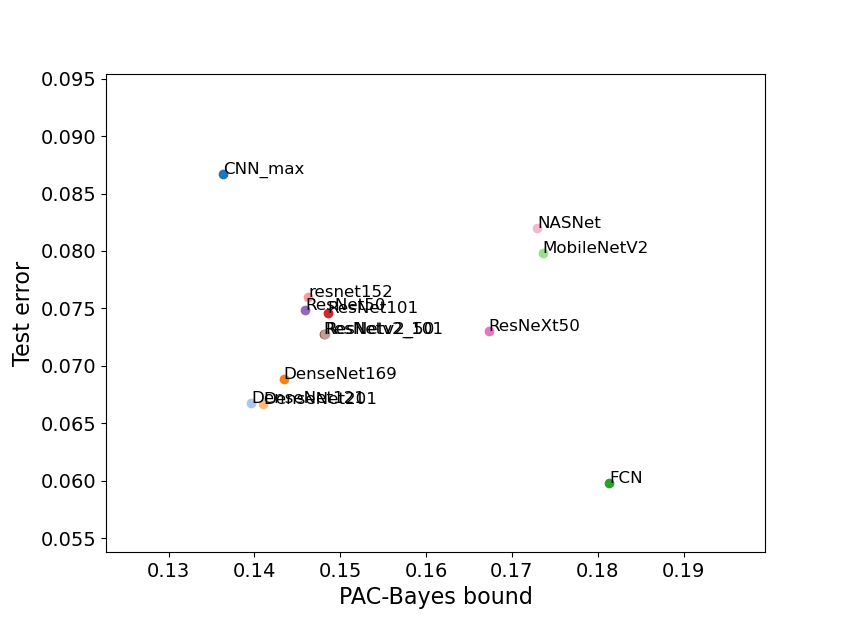 0.095
0.090
0.085
0.080
0.075
0.070
0.065
0.060
0.055
Test error
CNN_max
NASNet
MobileNetV2
resnet152
ResNet50
ResNet101
ResNeXt50
DenseNet169
DenseNet121
DenseNet201
FCN
0.13 0.14 0.15 0.16 0.17 0.18 0.19
PAC-Bayes bound